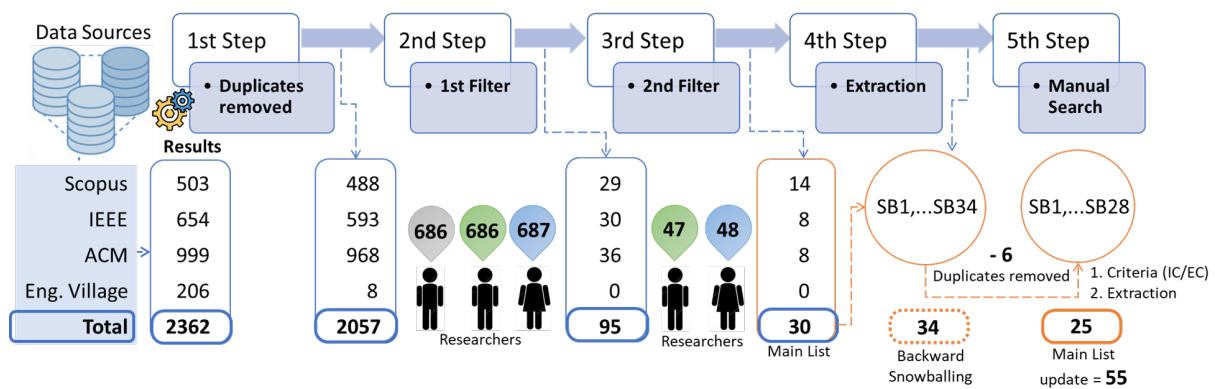 Data Sources
1st Step
• Duplicates
removed
2nd Step
• 1st Filter
3rd Step
• 2nd Filter
4th Step
• Extraction
5th Step
• Manual
Search
Results
Scopus 503 488 29 14
IEEE 654 593 30 8
ACM 999 968 36 8
Eng. Village 206 8 0 0
Total 2362 2057 95 30
686 686 687
Researchers
47 48
Researchers
Main List
SB1,...SB34
SB1,...SB28
- 6
Duplicates removed
1. Criteria (IC/EC)
2. Extraction
34
Backward
Snowballing
25
Main List
update = 55